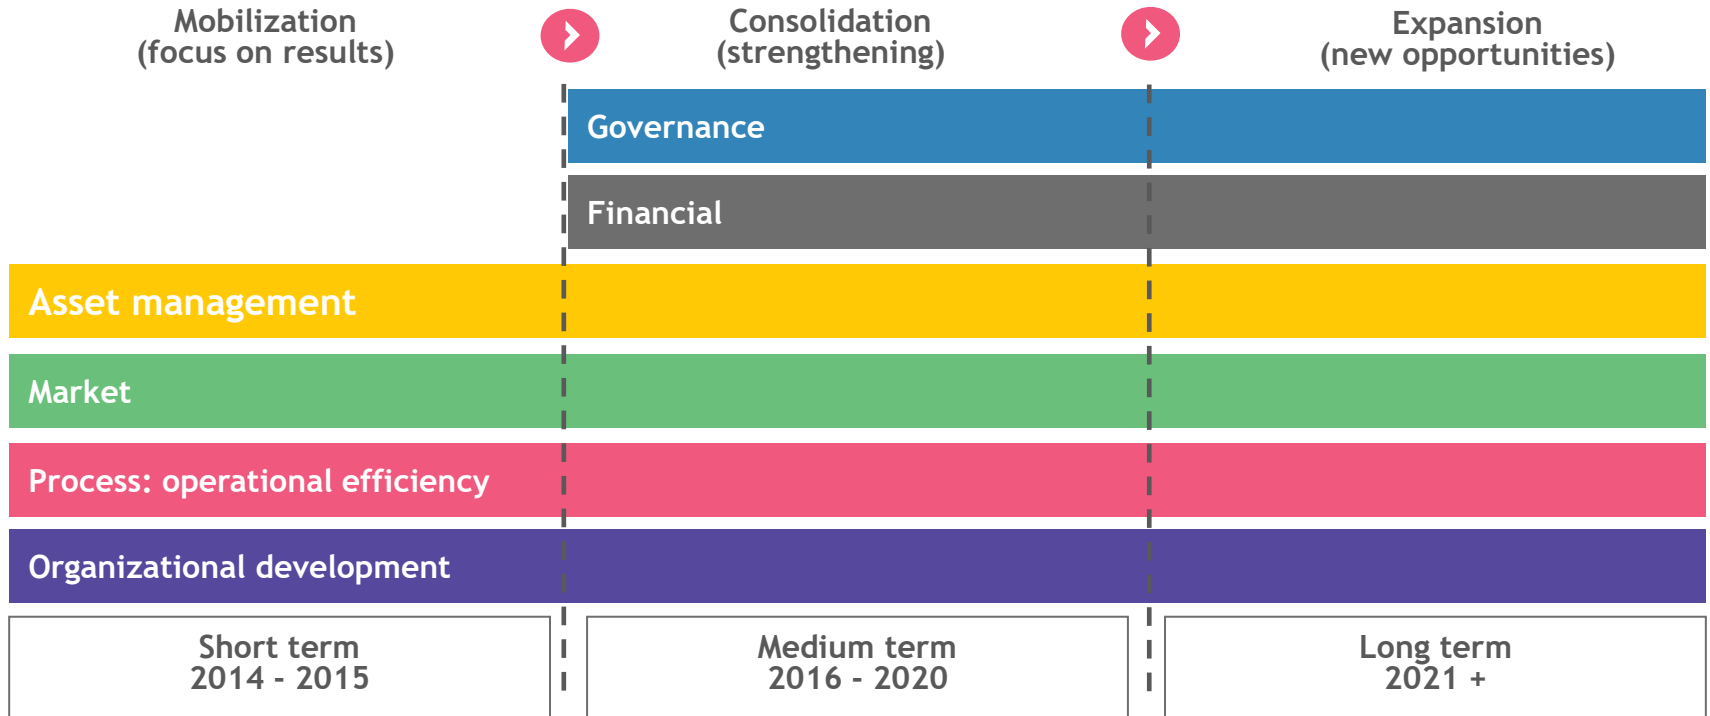 Mobilization
(focus on results)
Consolidation
(strengthening)
Expansion
(new opportunities)
Governance
Financial
Asset management
Market
Process: operational efficiency
Organizational development
Short term
2014 - 2015
Medium term
2016 - 2020
Long term
2021 +